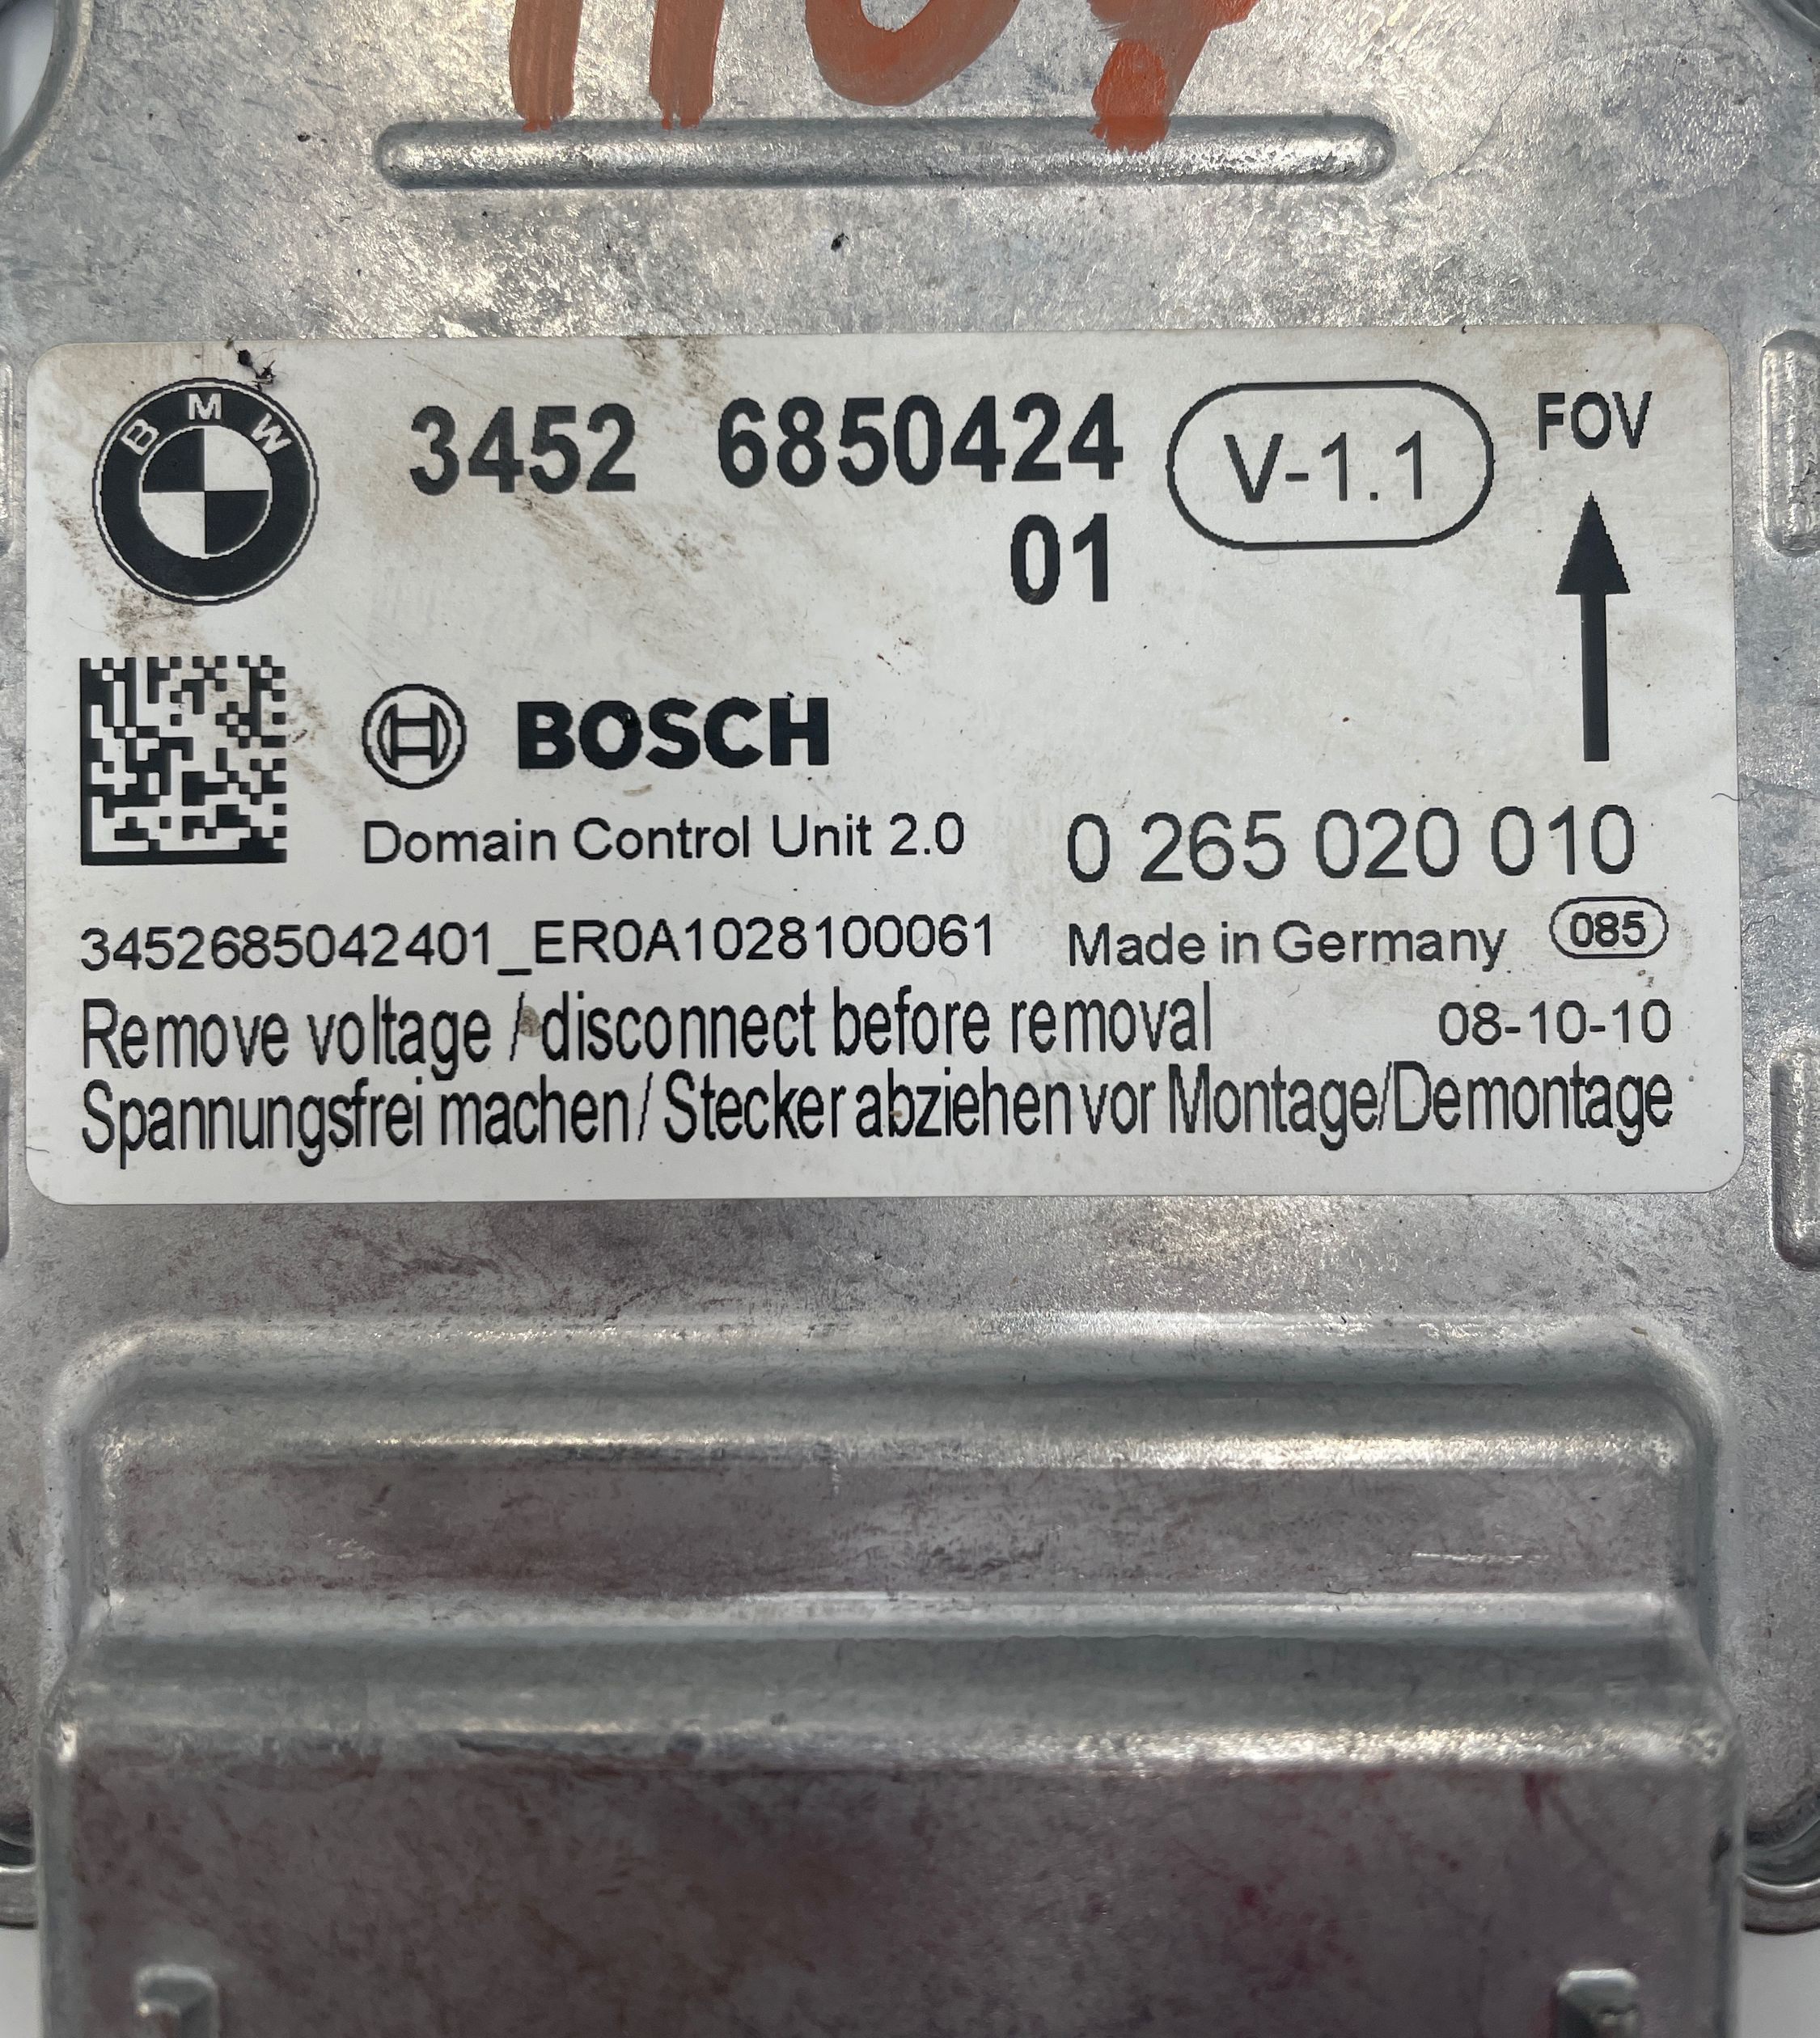 BMW 3452 6850424 V-1.1 FOV
01
BOSCH
Domain Control Unit 2.0 0 265 020 010
3452685042401_ER0A1028100061 Made in Germany 085
Remove voltage / disconnect before removal 08-10-10
Spannungsfrei machen/ Stecker abziehen vor Montage/Demontage